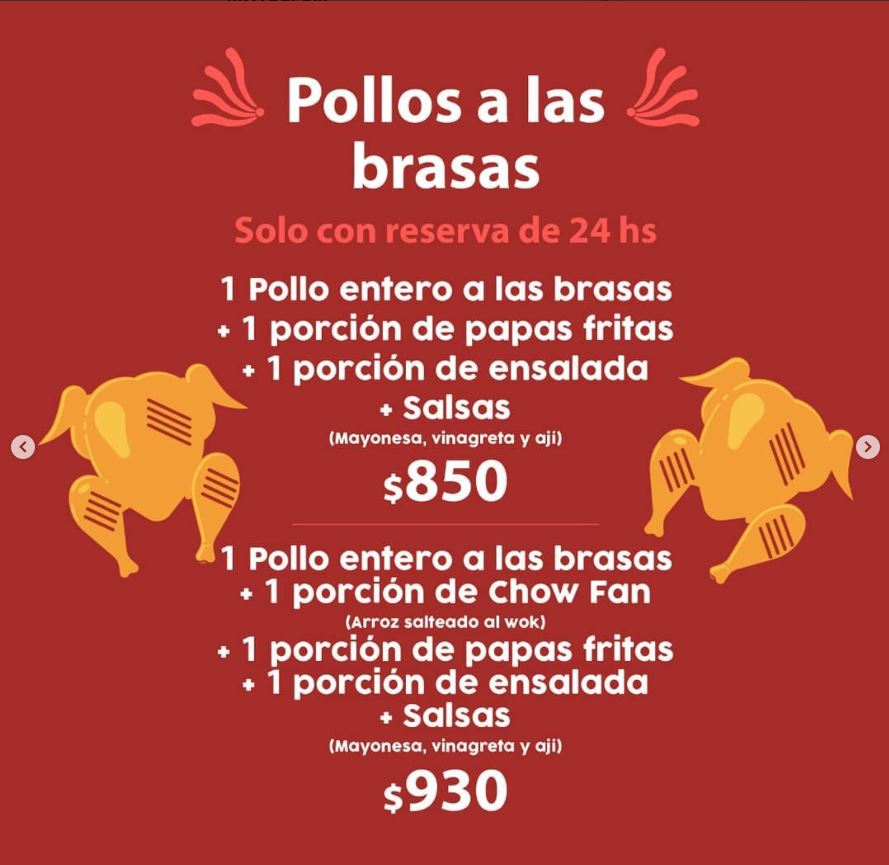 Pollos a las
brasas
Solo con reserva de 24 hs
1 Pollo entero a las brasas
+ 1 porción de papas fritas
+ 1 porción de ensalada
+ Salsas
(Mayonesa, vinagreta y ají)
$850
1 Pollo entero a las brasas
+ 1 porción de Chow Fan
(Arroz salteado al wok)
+ 1 porción de papas fritas
+ 1 porción de ensalada
+ Salsas
(Mayonesa, vinagreta y ají)
$930